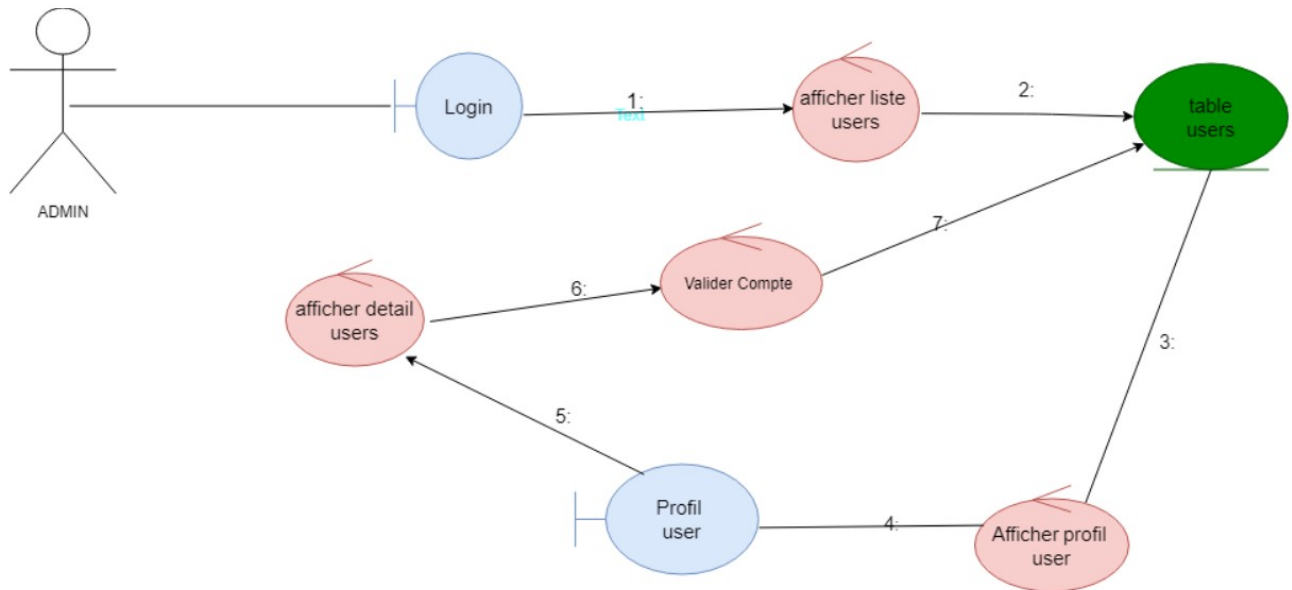 ADMIN
Login
1:
Text
afficher liste
users
2:
table
users
7:
Valider Compte
6:
afficher detail
users
3:
5:
Profil
user
4:
Afficher profil
user